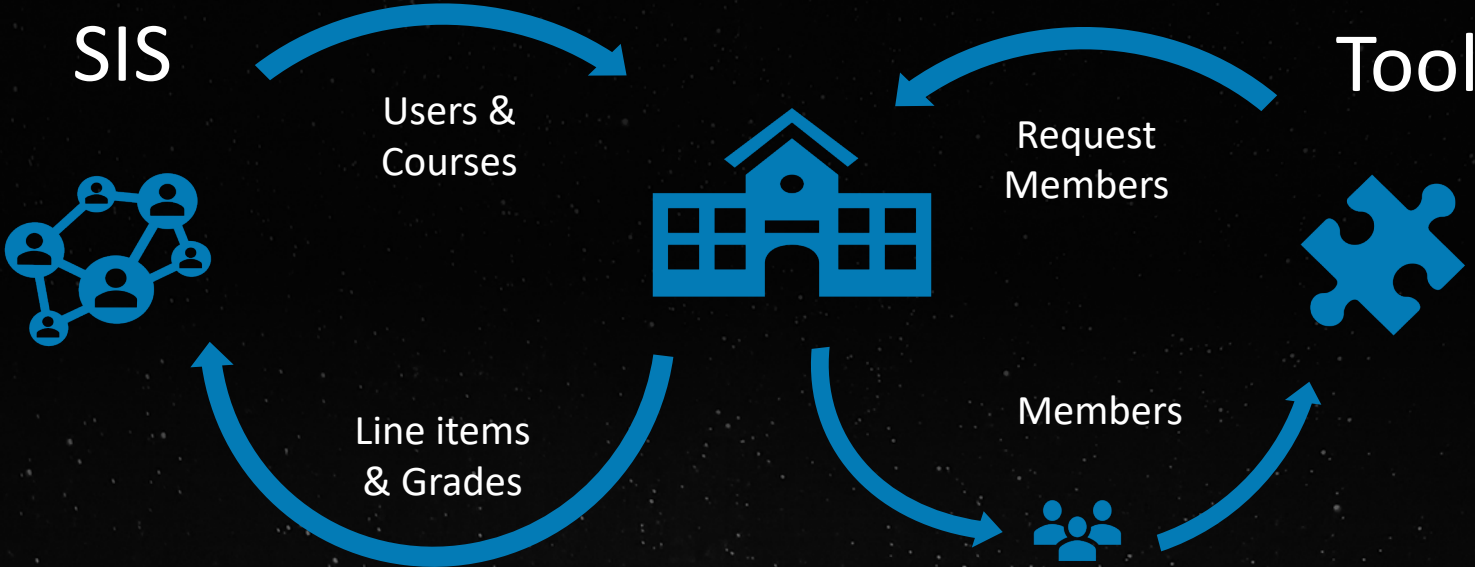 SIS
Tool
Users &
Courses
Request
Members
Line items
& Grades
Members